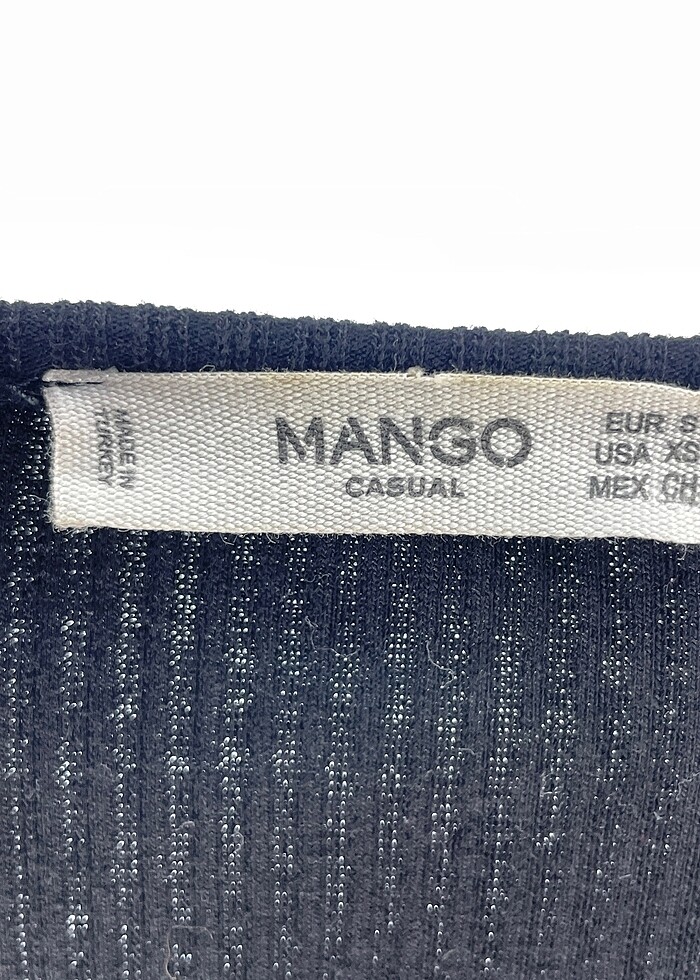 MADE IN
TURKEY
MANGO
CASUAL
EUR S
USA XS
MEX CH